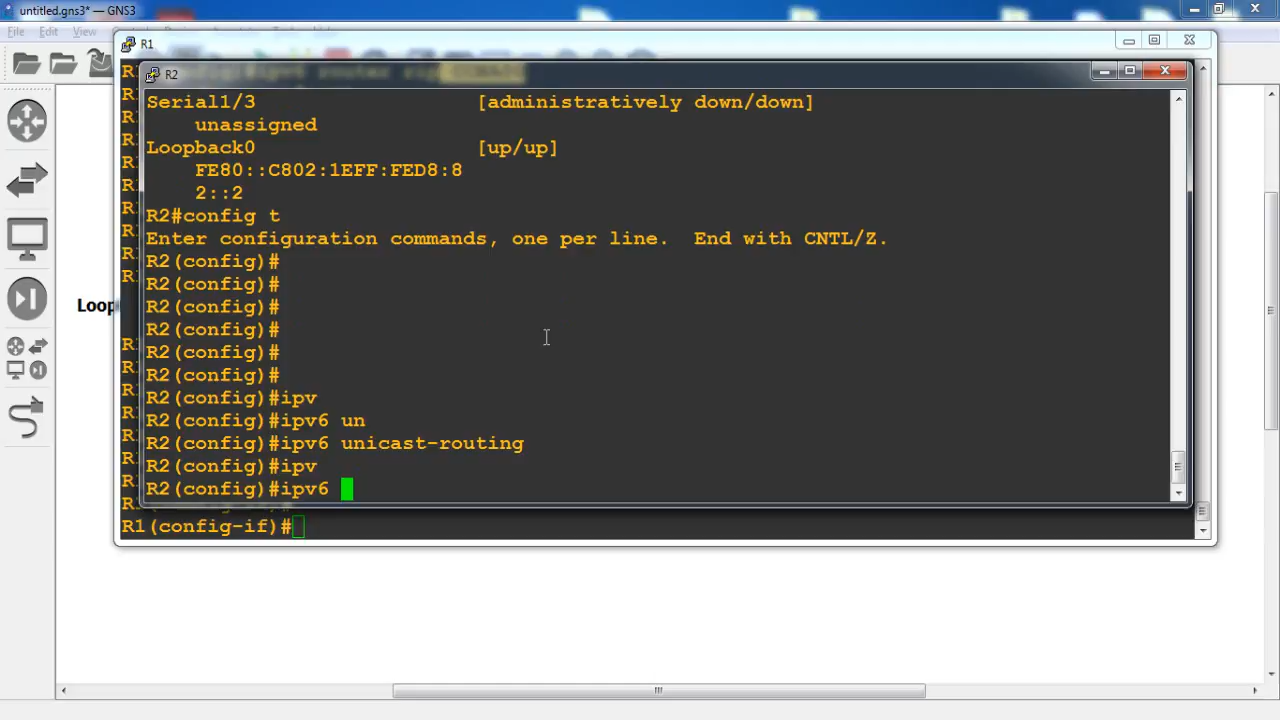 untitled.gns3* — GNS3
File Edit View
R1
R2
Serial1/3 [administratively down/down]
unassigned
Loopback0 [up/up]
FE80::C802:1EFF:FED8:8
2::2
R2#config t
Enter configuration commands, one per line. End with CNTL/Z.
R2(config)#
R2(config)#
R2(config)#
R2(config)#
R2(config)#
R2(config)#
R2(config)#ipv
R2(config)#ipv6 un
R2(config)#ipv6 unicast-routing
R2(config)#ipv
R2(config)#ipv6
R1(config-if)#